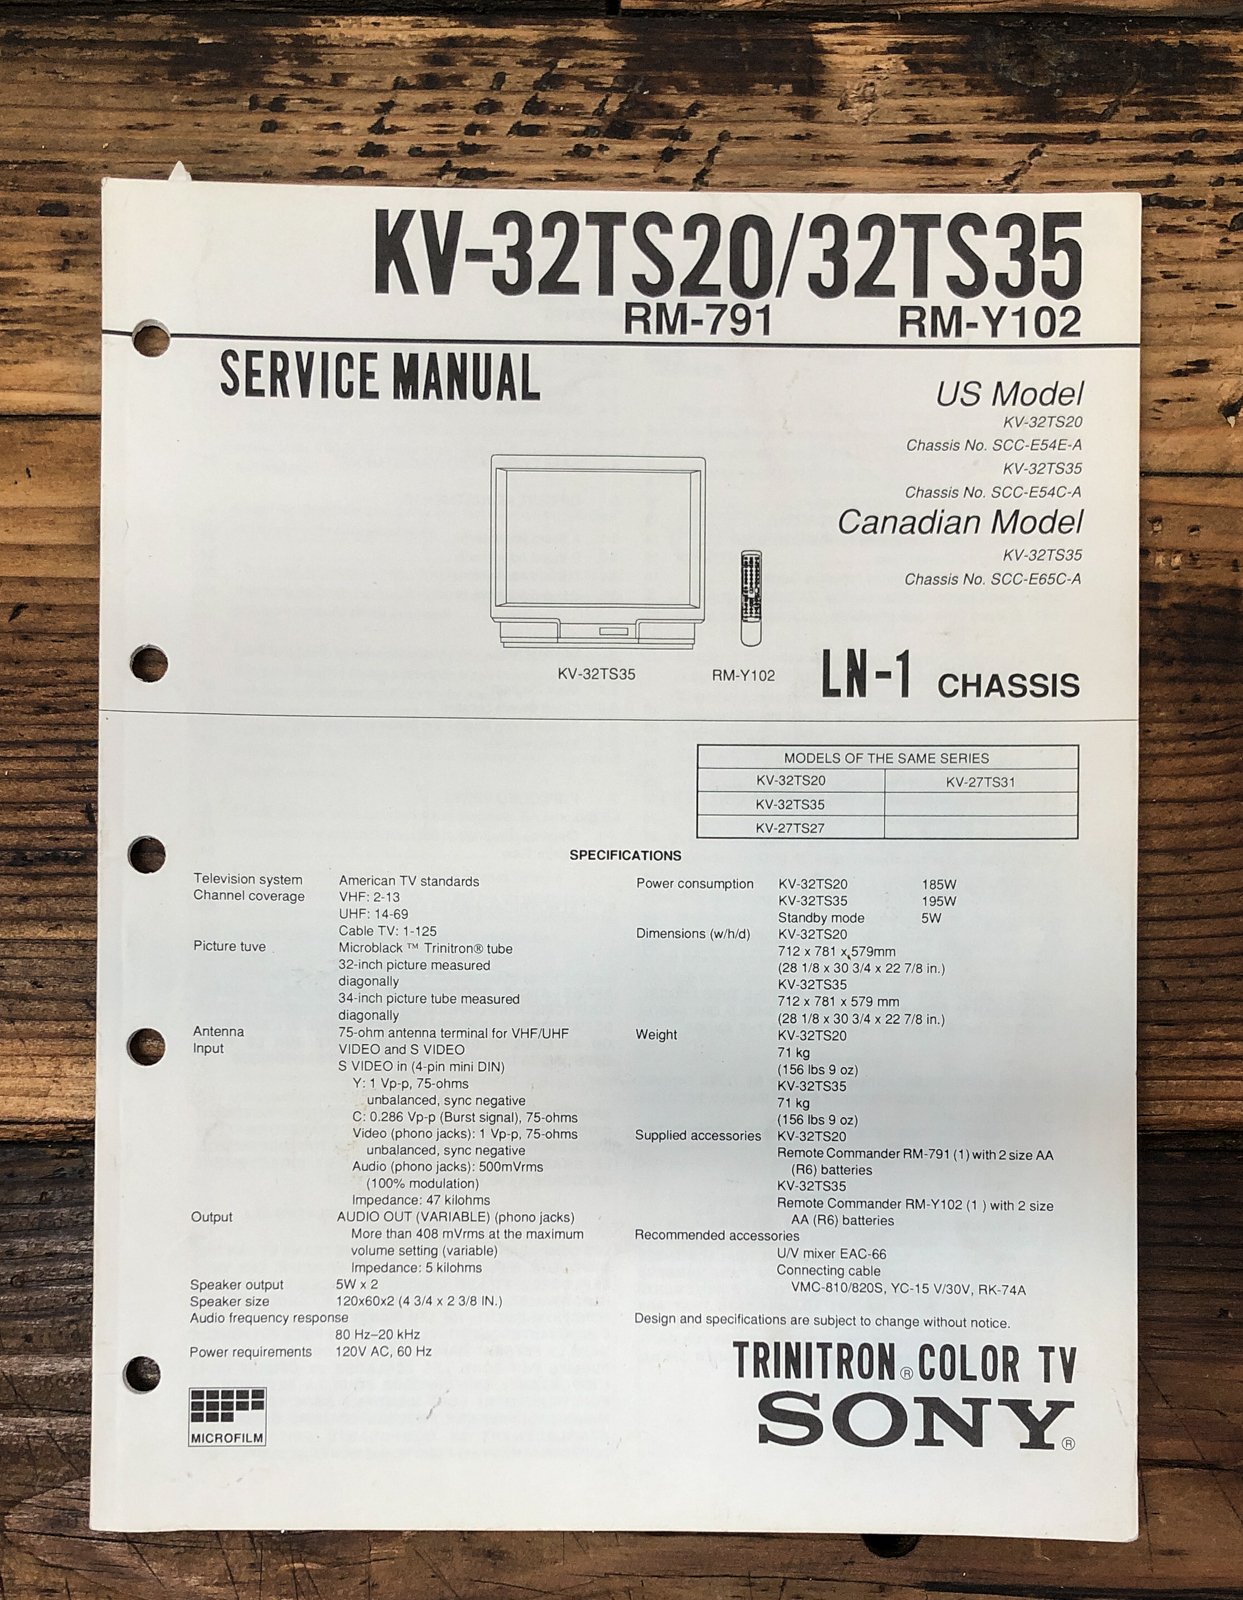 KV-32TS20/32TS35
RM-791 RM-Y102
SERVICE MANUAL
US Model
KV-32TS20
Chassis No. SCC-E54E-A
KV-32TS35
Chassis No. SCC-E54C-A
Canadian Model
KV-32TS35
Chassis No. SCC-E65C-A
KV-32TS35
RM-Y102
LN-1 CHASSIS
MODELS OF THE SAME SERIES
KV-32TS20 KV-27TS31
KV-32TS35
KV-27TS27
SPECIFICATIONS
Television system American TV standards
Channel coverage VHF: 2-13
UHF: 14-69
Cable TV: 1-125
Picture tuve Microblack ™ Trinitron® tube
32-inch picture measured
diagonally
34-inch picture tube measured
diagonally
Antenna 75-ohm antenna terminal for VHF/UHF
Input VIDEO and S VIDEO
S VIDEO in (4-pin mini DIN)
Y: 1 Vp-p, 75-ohms
unbalanced, sync negative
C: 0.286 Vp-p (Burst signal), 75-ohms
Video (phono jacks): 1 Vp-p, 75-ohms
unbalanced, sync negative
Audio (phono jacks): 500mVrms
(100% modulation)
Impedance: 47 kilohms
Output AUDIO OUT (VARIABLE) (phono jacks)
More than 408 mVrms at the maximum
volume setting (variable)
Impedance: 5 kilohms
Speaker output 5W x 2
Speaker size 120x60x2 (4 3/4 x 2 3/8 IN.)
Audio frequency response
80 Hz–20 kHz
Power requirements 120V AC, 60 Hz
Power consumption KV-32TS20 185W
KV-32TS35 195W
Standby mode 5W
Dimensions (w/h/d) KV-32TS20
712 x 781 x 579mm
(28 1/8 x 30 3/4 x 22 7/8 in.)
KV-32TS35
712 x 781 x 579 mm
(28 1/8 x 30 3/4 x 22 7/8 in.)
Weight KV-32TS20
71 kg
(156 lbs 9 oz)
KV-32TS35
71 kg
(156 lbs 9 oz)
Supplied accessories KV-32TS20
Remote Commander RM-791 (1) with 2 size AA
(R6) batteries
KV-32TS35
Remote Commander RM-Y102 (1 ) with 2 size
AA (R6) batteries
Recommended accessories
U/V mixer EAC-66
Connecting cable
VMC-810/820S, YC-15 V/30V, RK-74A
Design and specifications are subject to change without notice.
TRINITRON® COLOR TV
SONY®
MICROFILM